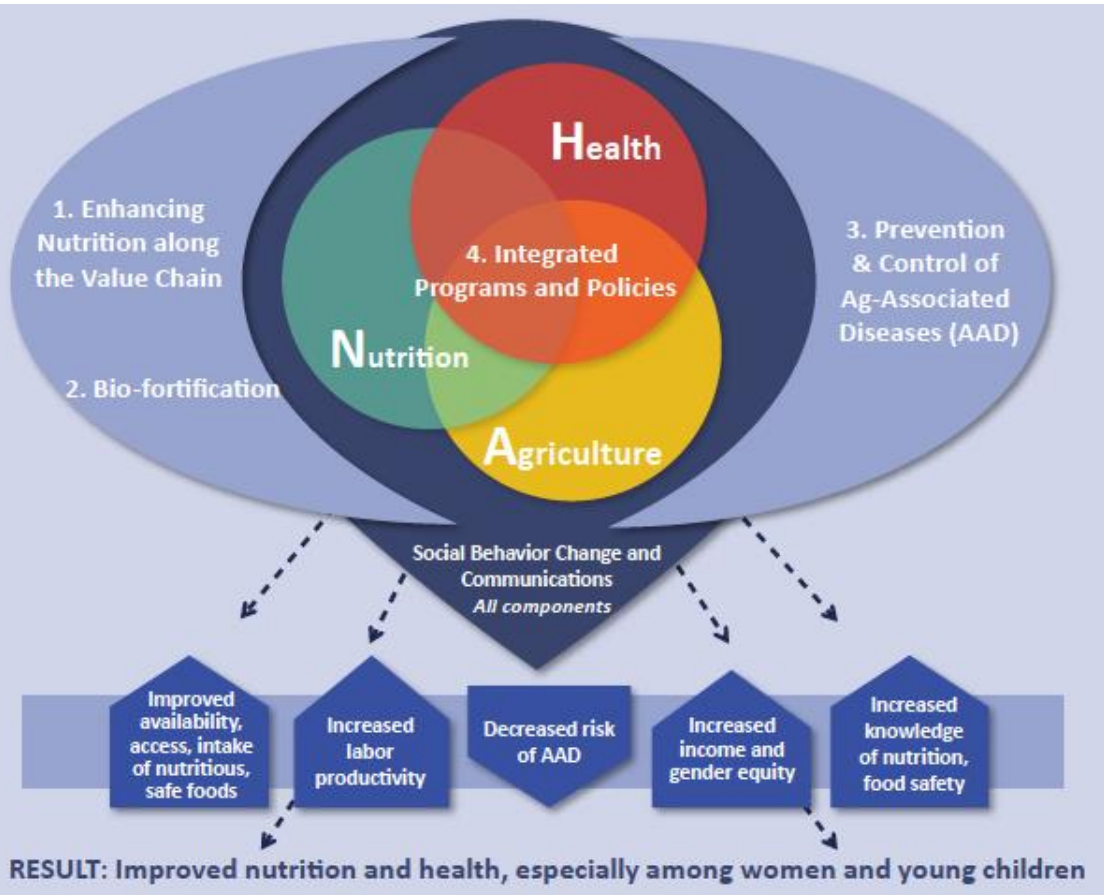 Health
1. Enhancing
Nutrition along
the Value Chain
3. Prevention
& Control of
Ag-Associated
Diseases (AAD)
4. Integrated
Programs and Policies
Nutrition
2. Bio-fortification
Agriculture
Social Behavior Change and
Communications
All components
Improved
availability,
access, intake
of nutritious,
safe foods
Increased
labor
productivity
Decreased risk
of AAD
Increased
income and
gender equity
Increased
knowledge
of nutrition,
food safety
RESULT: Improved nutrition and health, especially among women and young children